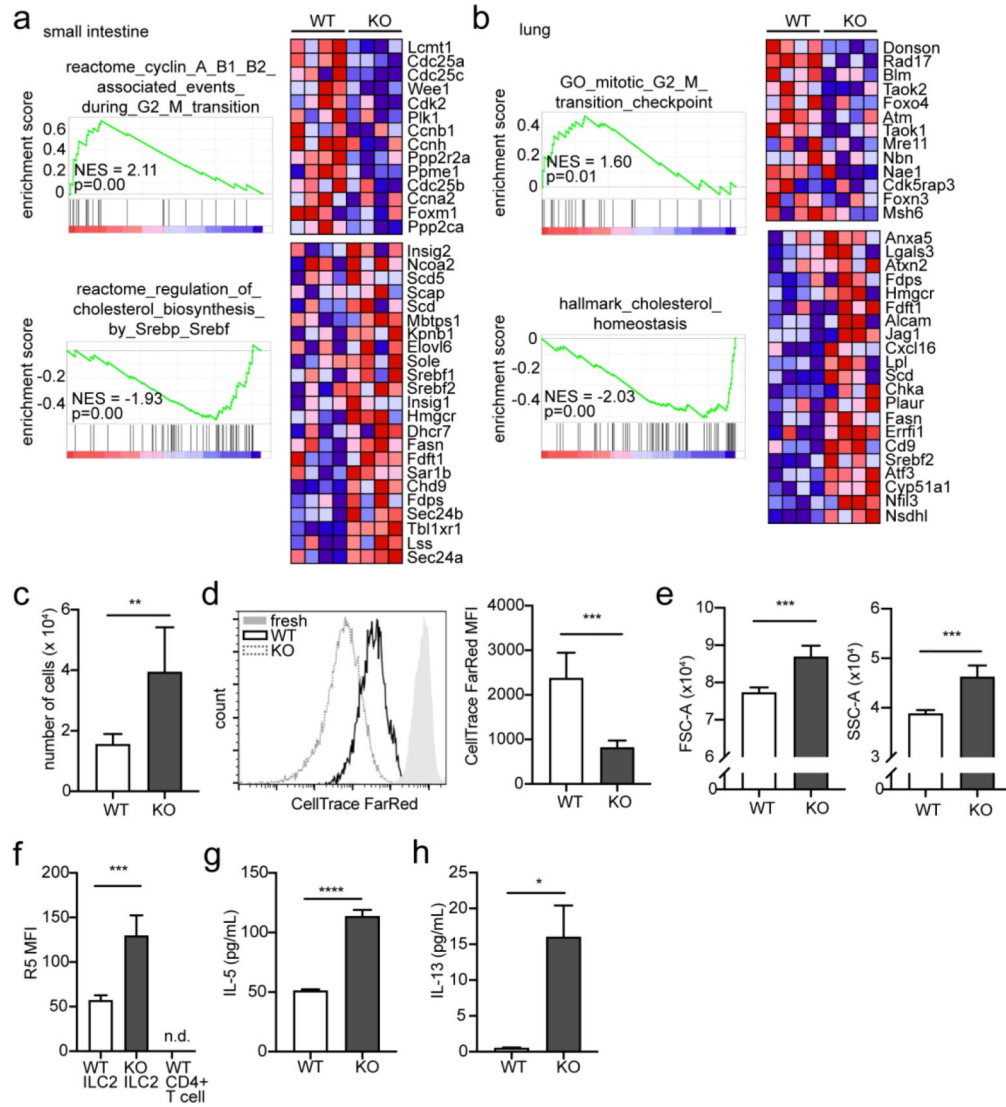 a
small intestine
reactome_cyclin_A_B1_B2_
associated_events_
during_G2_M_transition
enrichment score
0.6
0.4
0.2
0
NES = 2.11
p=0.00
WT
KO
Lcmt1
Cdc25a
Cdc25c
Wee1
Cdk2
Plk1
Ccnb1
Ccnh
Ppp2r2a
Ppme1
Cdc25b
Ccna2
Foxm1
Ppp2ca
reactome_regulation_of_
cholesterol_biosynthesis_
by_Srebp_Srebf
enrichment score
-0.2
-0.4
NES = -1.93
p=0.00
Insig2
Ncoa2
Scd5
Scap
Scd
Mbtps1
Kpnb1
Elovl6
Sqle
Srebf1
Srebf2
Insig1
Hmgcr
Dhcr7
Fasn
Fdft1
Sar1b
Chd9
Fdps
Sec24b
Tbl1xr1
Lss
Sec24a
b
lung
GO_mitotic_G2_M_
transition_checkpoint
enrichment score
0.4
0.2
0
NES = 1.60
p=0.01
WT
KO
Donson
Rad17
Blm
Taok2
Foxo4
Atm
Taok1
Mre11
Nbn
Nae1
Cdk5rap3
Foxn3
Msh6
hallmark_cholesterol_
homeostasis
enrichment score
0
-0.2
-0.4
NES = -2.03
p=0.00
Anxa5
Lgals3
Atxn2
Fdps
Hmgcr
Fdft1
Alcam
Jag1
Cxcl16
Lpl
Scd
Chka
Plaur
Fasn
Errfi1
Cd9
Srebf2
Atf3
Cyp51a1
Nfil3
Nsdhl
c
number of cells (x 10⁴)
6
4
2
0
**
WT
KO
d
fresh
WT
KO
count
CellTrace FarRed
CellTrace FarRed MFI
4000
3000
2000
1000
0
***
WT
KO
e
FSC-A (x10⁴)
10
9
8
7
6
0
***
WT
KO
SSC-A (x10⁴)
6
5
4
3
0
***
WT
KO
f
R5 MFI
200
150
100
50
0
***
n.d.
WT
ILC2
KO
ILC2
WT
CD4+
T cell
g
IL-5 (pg/mL)
150
100
50
0
****
WT
KO
h
IL-13 (pg/mL)
25
20
15
10
5
0
*
WT
KO